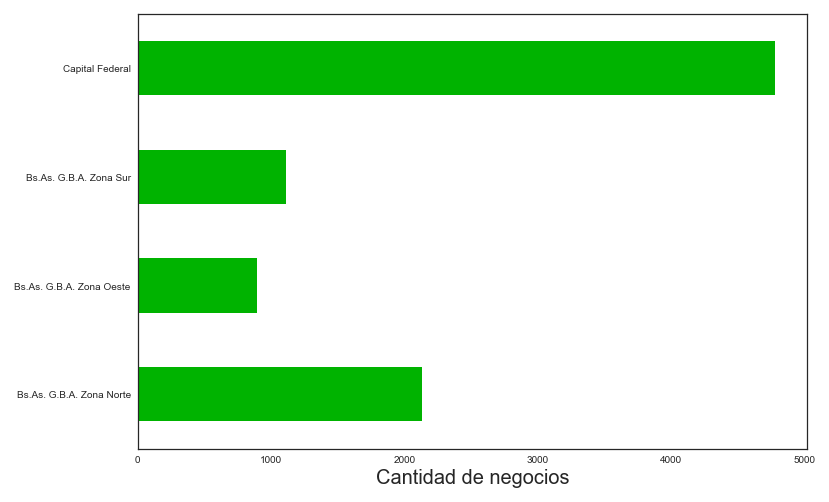 Capital Federal
Bs.As. G.B.A. Zona Sur
Bs.As. G.B.A. Zona Oeste
Bs.As. G.B.A. Zona Norte
0 1000 2000 3000 4000 5000
Cantidad de negocios